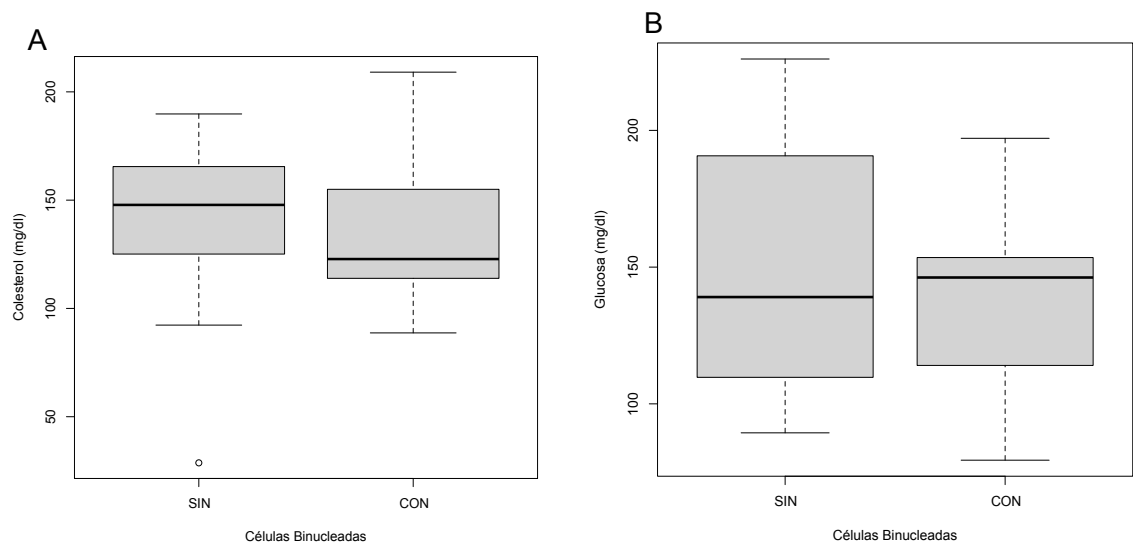 A
Colesterol (mg/dl)
200
150
100
50
SIN CON
Células Binucleadas
B
Glucosa (mg/dl)
200
150
100
SIN CON
Células Binucleadas